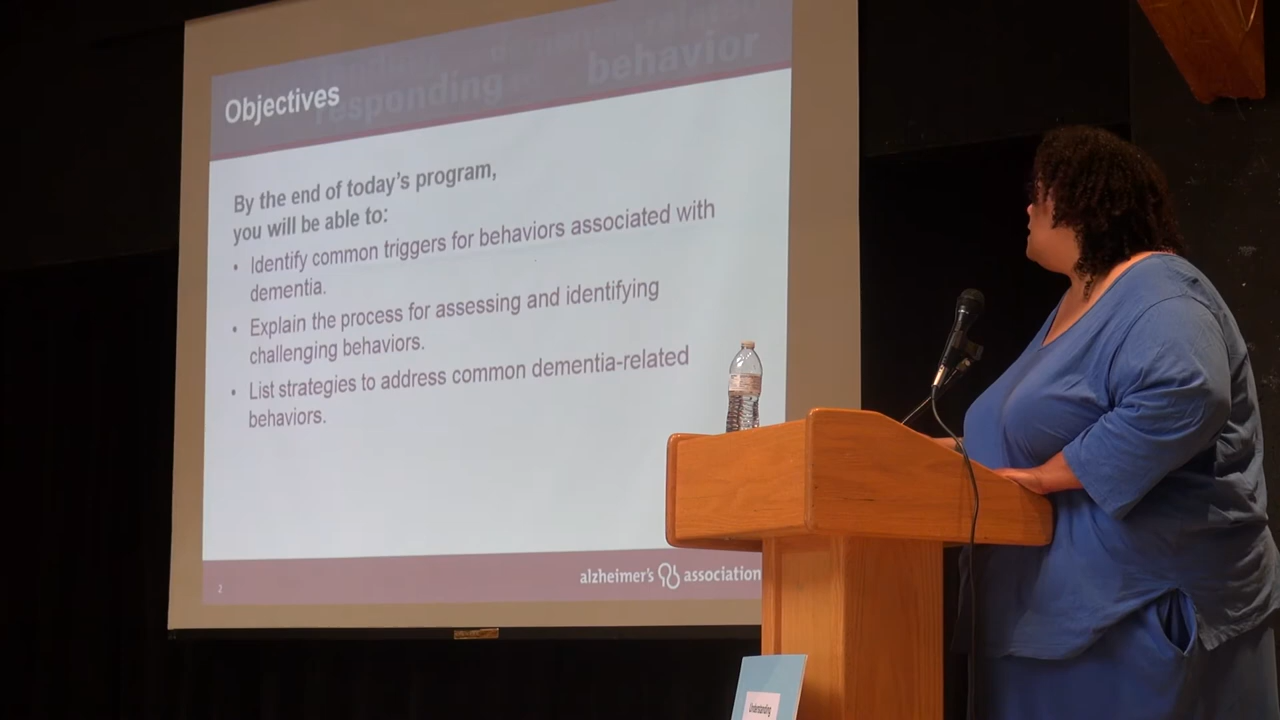 behavior
responding
Objectives
By the end of today's program,
you will be able to:
• Identify common triggers for behaviors associated with
dementia.
• Explain the process for assessing and identifying
challenging behaviors.
• List strategies to address common dementia-related
behaviors.
2
alzheimer's association
Understanding